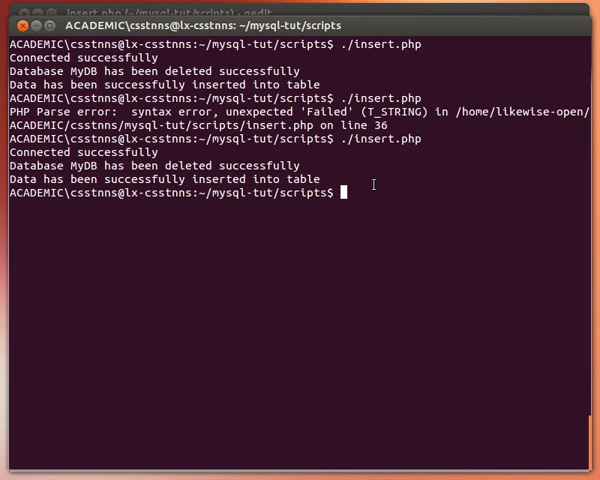 insert.php (~/mysql-tut/scripts) - gedit
ACADEMIC\csstnns@lx-csstnns: ~/mysql-tut/scripts
ACADEMIC\csstnns@lx-csstnns:~/mysql-tut/scripts$ ./insert.php
Connected successfully
Database MyDB has been deleted successfully
Data has been successfully inserted into table
ACADEMIC\csstnns@lx-csstnns:~/mysql-tut/scripts$ ./insert.php
PHP Parse error:  syntax error, unexpected 'Failed' (T_STRING) in /home/likewise-open/
ACADEMIC/csstnns/mysql-tut/scripts/insert.php on line 36
ACADEMIC\csstnns@lx-csstnns:~/mysql-tut/scripts$ ./insert.php
Connected successfully
Database MyDB has been deleted successfully
Data has been successfully inserted into table
ACADEMIC\csstnns@lx-csstnns:~/mysql-tut/scripts$